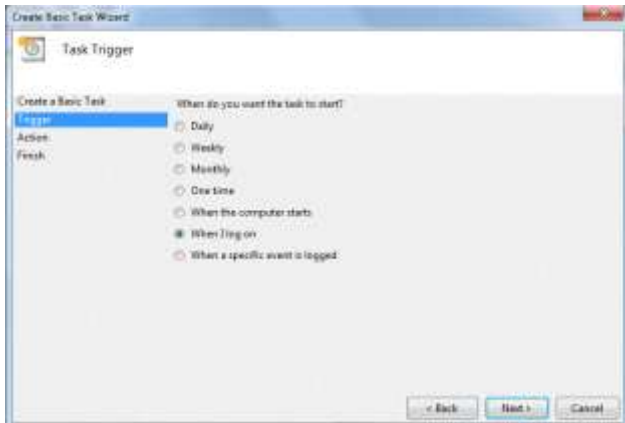 Create Basic Task Wizard
Task Trigger
Create a Basic Task
Trigger
Action
Finish
When do you want the task to start?
Daily
Weekly
Monthly
One time
When the computer starts
When I log on
When a specific event is logged
< Back
Next >
Cancel